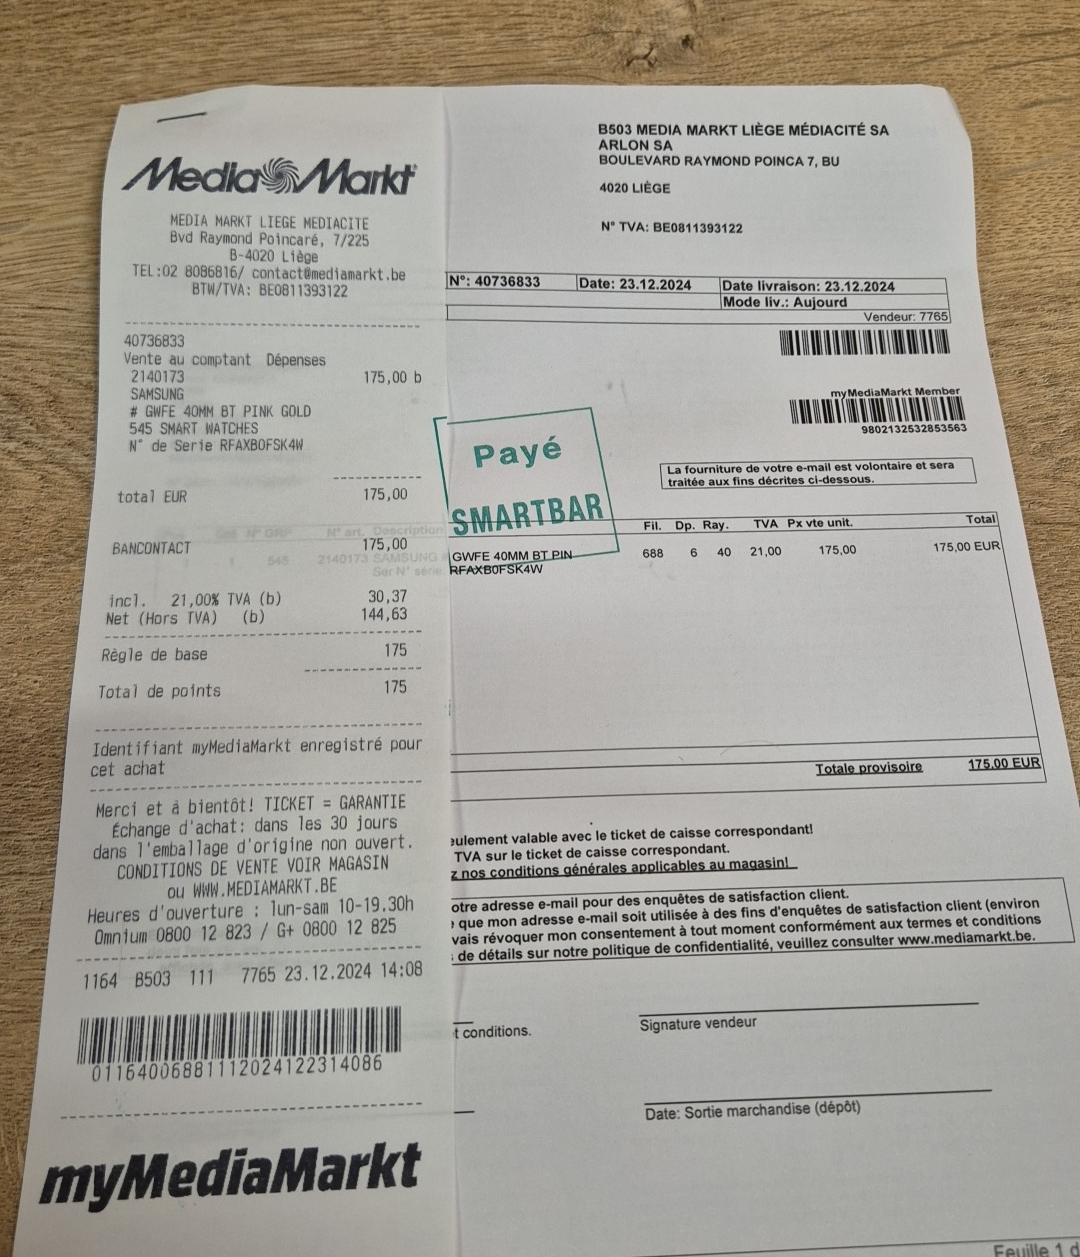 MediaMarkt
MEDIA MARKT LIEGE MEDIACITE
Bvd Raymond Poincaré, 7/225
B-4020 Liège
TEL:02 8086816/ contact@mediamarkt.be
BTW/TVA: BE0811393122
40736833
Vente au comptant Dépenses
2140173 175,00 b
SAMSUNG
# GWFE 40MM BT PINK GOLD
545 SMART WATCHES
N° de Serie RFAXB0FSK4W
total EUR 175,00
BANCONTACT 175,00
incl. 21,00% TVA (b) 30,37
Net (Hors TVA) (b) 144,63
Règle de base 175
Total de points 175
Identifiant myMediaMarkt enregistré pour
cet achat
Merci et à bientôt! TICKET = GARANTIE
Échange d'achat: dans les 30 jours
dans l'emballage d'origine non ouvert.
CONDITIONS DE VENTE VOIR MAGASIN
ou WWW.MEDIAMARKT.BE
Heures d'ouverture : lun-sam 10-19.30h
Omnium 0800 12 823 / G+ 0800 12 825
1164 B503 111 7765 23.12.2024 14:08
01164006881112024122314086
myMediaMarkt
B503 MEDIA MARKT LIÈGE MÉDIACITÉ SA
ARLON SA
BOULEVARD RAYMOND POINCA 7, BU
4020 LIÈGE
N° TVA: BE0811393122
N°: 40736833 Date: 23.12.2024 Date livraison: 23.12.2024
Mode liv.: Aujourd
Vendeur: 7765
myMediaMarkt Member
9802132532853563
Payé
SMARTBAR
La fourniture de votre e-mail est volontaire et sera
traitée aux fins décrites ci-dessous.
N° art. Description Fil. Dp. Ray. TVA Px vte unit. Total
1 545 2140173 SAMSUNG # GWFE 40MM BT PIN 688 6 40 21,00 175,00 175,00 EUR
Sur N° série RFAXB0FSK4W
Totale provisoire 175.00 EUR
eulement valable avec le ticket de caisse correspondant!
TVA sur le ticket de caisse correspondant.
z nos conditions générales applicables au magasin!
otre adresse e-mail pour des enquêtes de satisfaction client.
que mon adresse e-mail soit utilisée à des fins d'enquêtes de satisfaction client (environ
vais révoquer mon consentement à tout moment conformément aux termes et conditions
de détails sur notre politique de confidentialité, veuillez consulter www.mediamarkt.be.
t conditions.
Signature vendeur
Date: Sortie marchandise (dépôt)
Feuille 1 d